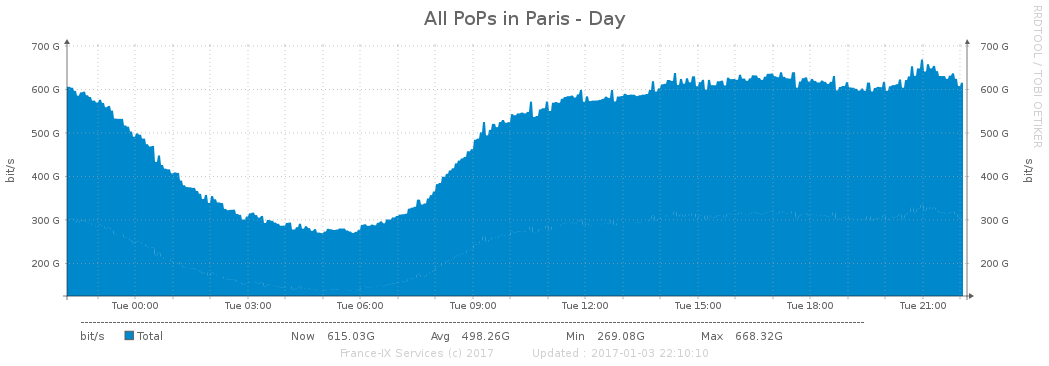 All PoPs in Paris - Day
RRDTOOL / TOBI OETIKER
700 G 700 G
600 G 600 G
500 G 500 G
400 G 400 G
300 G 300 G
200 G 200 G
bit/s bit/s
Tue 00:00 Tue 03:00 Tue 06:00 Tue 09:00 Tue 12:00 Tue 15:00 Tue 18:00 Tue 21:00
bit/s Total Now 615.03G Avg 498.26G Min 269.08G Max 668.32G
France-IX Services (c) 2017 Updated : 2017-01-03 22:10:10